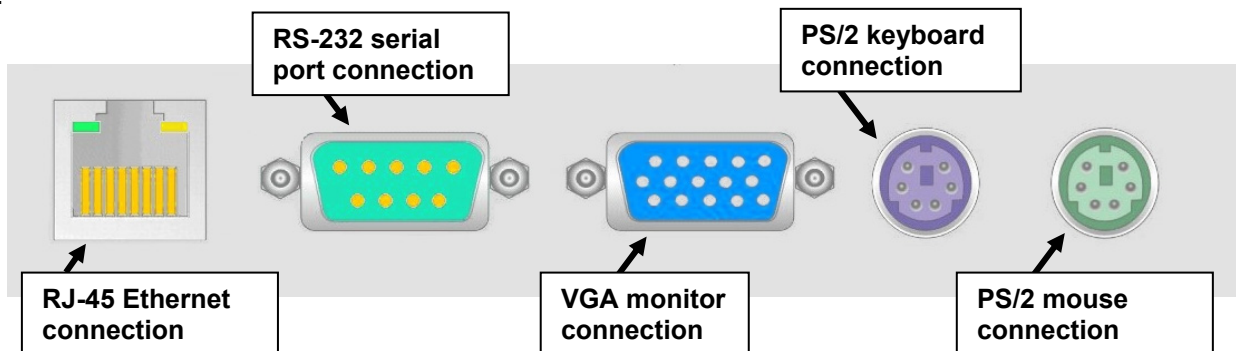 RS-232 serial
port connection
PS/2 keyboard
connection
RJ-45 Ethernet
connection
VGA monitor
connection
PS/2 mouse
connection